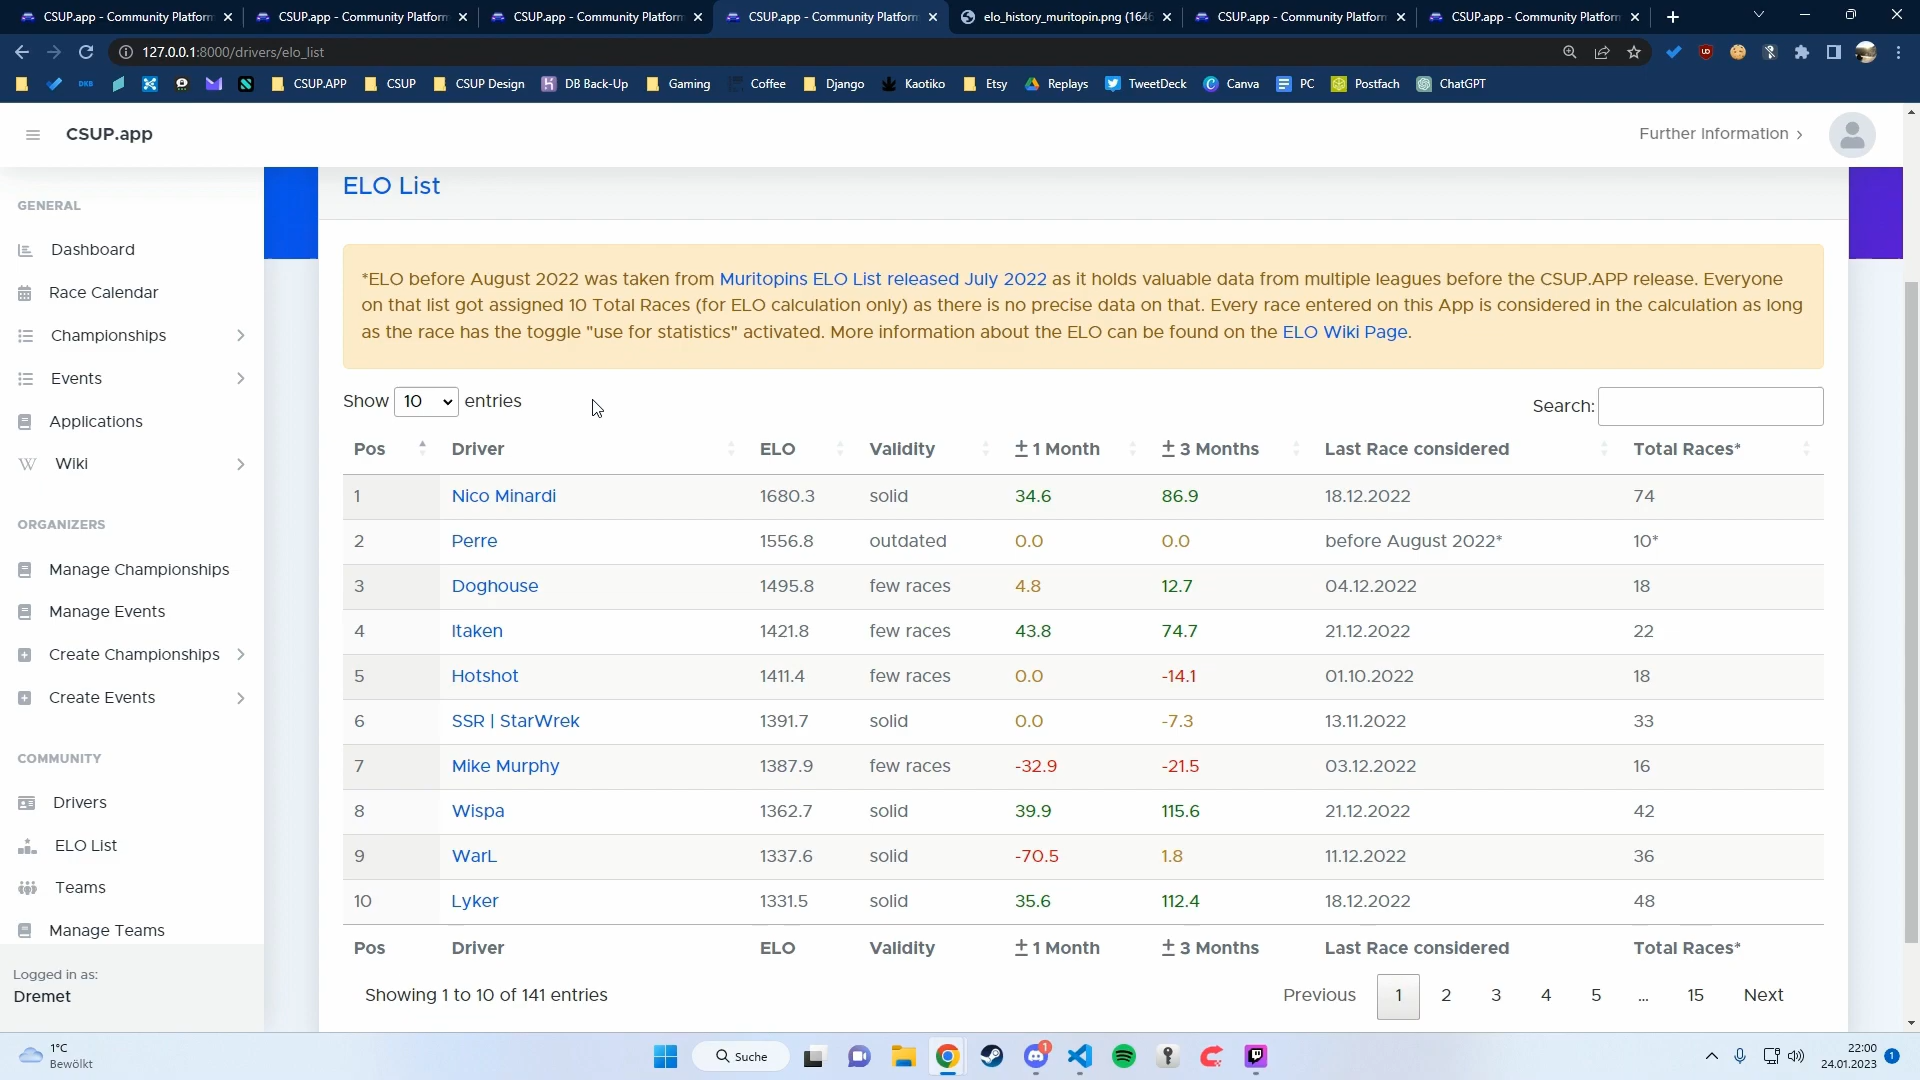 CSUP.app - Community Platform
CSUP.app - Community Platform
CSUP.app - Community Platform
CSUP.app - Community Platform
elo_history_muritopin.png (1646
CSUP.app - Community Platform
CSUP.app - Community Platform
127.0.0.1:8000/drivers/elo_list
DKB
CSUP.APP
CSUP
CSUP Design
DB Back-Up
Gaming
Coffee
Django
Kaotiko
Etsy
Replays
TweetDeck
Canva
PC
Postfach
ChatGPT
CSUP.app
Further Information
GENERAL
Dashboard
Race Calendar
Championships
Events
Applications
Wiki
ORGANIZERS
Manage Championships
Manage Events
Create Championships
Create Events
COMMUNITY
Drivers
ELO List
Teams
Manage Teams
Logged in as:
Dremet
ELO List
*ELO before August 2022 was taken from Muritopins ELO List released July 2022 as it holds valuable data from multiple leagues before the CSUP.APP release. Everyone
on that list got assigned 10 Total Races (for ELO calculation only) as there is no precise data on that. Every race entered on this App is considered in the calculation as long
as the race has the toggle "use for statistics" activated. More information about the ELO can be found on the ELO Wiki Page.
Show 10 entries
Search:
Pos Driver ELO Validity ± 1 Month ± 3 Months Last Race considered Total Races*
1 Nico Minardi 1680.3 solid 34.6 86.9 18.12.2022 74
2 Perre 1556.8 outdated 0.0 0.0 before August 2022* 10*
3 Doghouse 1495.8 few races 4.8 12.7 04.12.2022 18
4 Itaken 1421.8 few races 43.8 74.7 21.12.2022 22
5 Hotshot 1411.4 few races 0.0 -14.1 01.10.2022 18
6 SSR | StarWrek 1391.7 solid 0.0 -7.3 13.11.2022 33
7 Mike Murphy 1387.9 few races -32.9 -21.5 03.12.2022 16
8 Wispa 1362.7 solid 39.9 115.6 21.12.2022 42
9 WarL 1337.6 solid -70.5 1.8 11.12.2022 36
10 Lyker 1331.5 solid 35.6 112.4 18.12.2022 48
Pos Driver ELO Validity ± 1 Month ± 3 Months Last Race considered Total Races*
Showing 1 to 10 of 141 entries
Previous 1 2 3 4 5 ... 15 Next
1°C
Bewölkt
Suche
1
22:00
24.01.2023
1